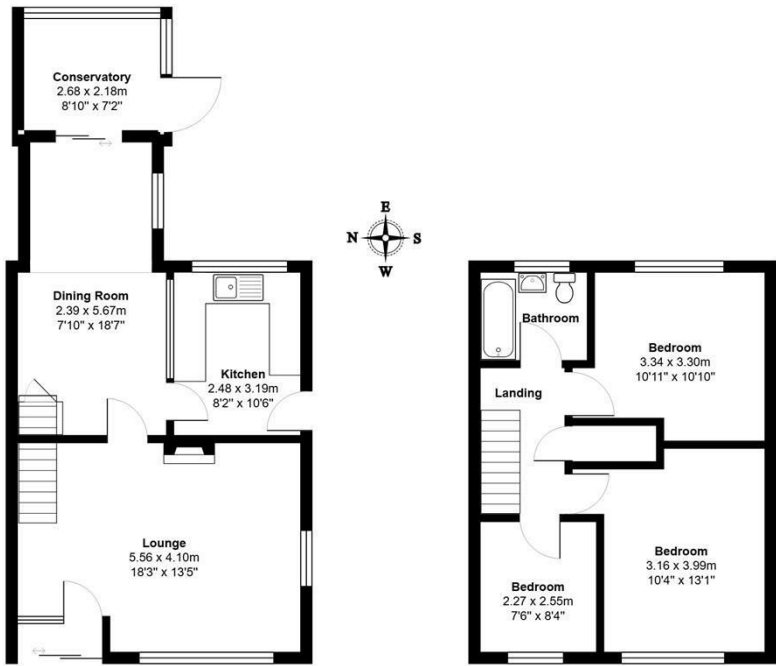 Conservatory
2.68 x 2.18m
8'10" x 7'2"
E
N
S
W
Dining Room
2.39 x 5.67m
7'10" x 18'7"
Kitchen
2.48 x 3.19m
8'2" x 10'6"
Lounge
5.56 x 4.10m
18'3" x 13'5"
Bathroom
Bedroom
3.34 x 3.30m
10'11" x 10'10"
Landing
Bedroom
3.16 x 3.99m
10'4" x 13'1"
Bedroom
2.27 x 2.55m
7'6" x 8'4"